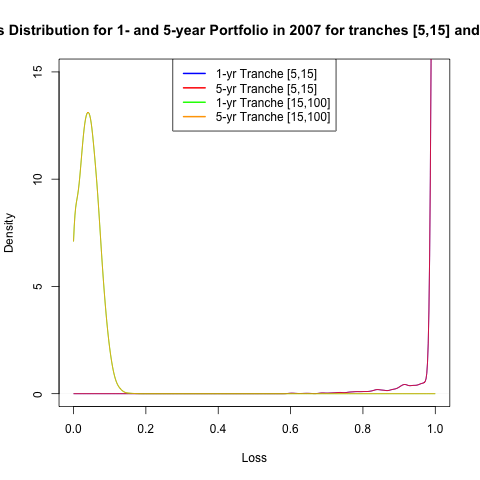 s Distribution for 1- and 5-year Portfolio in 2007 for tranches [5,15] and
1-yr Tranche [5,15]
5-yr Tranche [5,15]
1-yr Tranche [15,100]
5-yr Tranche [15,100]
15
10
5
0
Density
0.0 0.2 0.4 0.6 0.8 1.0
Loss